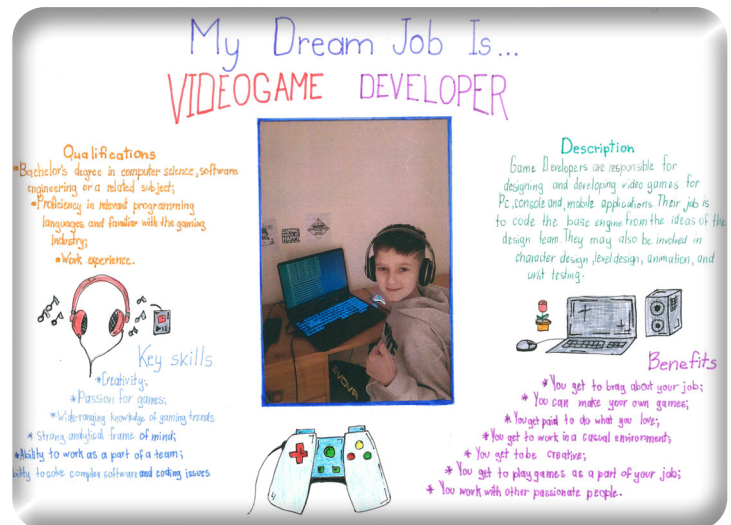 My Dream Job Is...
VIDEOGAME DEVELOPER
Qualifications
•Bachelor's degree in computer science, software
engineering or a related subject;
•Proficiency in relevant programming
languages and familiar with the gaming
industry;
•Work experience.
Key skills
*Creativity;
*Passion for games;
*Wide-ranging knowledge of gaming trends
* Strong analytical frame of mind;
*Ability to work as a part of a team;
to solve complex software and coding issues
Description
Game Developers are responsible for
designing and developing video games for
Pc, console and, mobile applications. Their job is
to code the base engine from the ideas of the
design team. They may also be involved in
character design, level design, animation, and
unit testing.
Benefits
* You get to brag about your job;
* You can make your own games;
*You get paid to do what you love;
*You get to work in a casual environment;
* You get to be creative;
* You get to play games as a part of your job;
* You work with other passionate people.